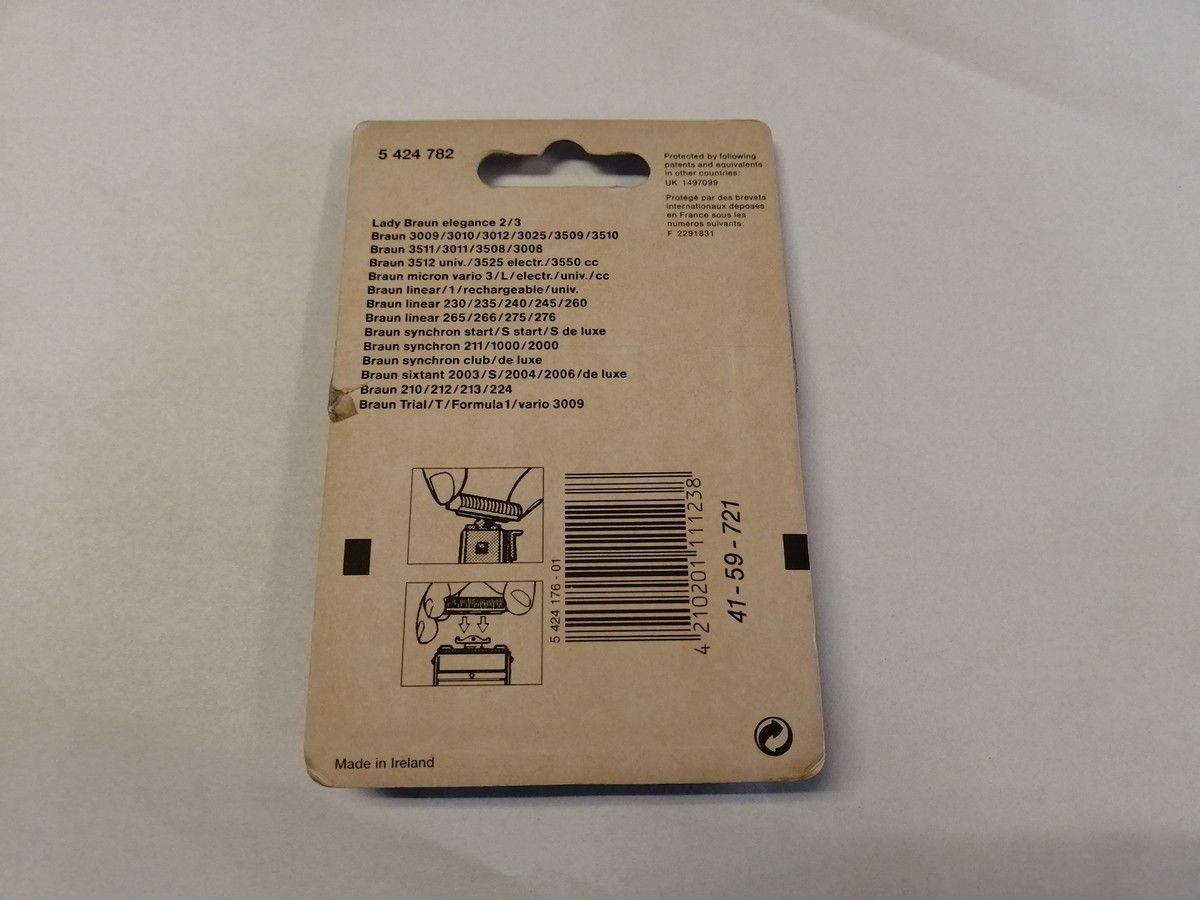 5 424 782
Protected by following
patents and equivalents
in other countries:
UK 1497099
Protégé par des brevets
internationaux déposés
en France sous les
numéros suivants:
F 2291831
Lady Braun elegance 2/3
Braun 3009/3010/3012/3025/3509/3510
Braun 3511/3011/3508/3008
Braun 3512 univ./3525 electr./3550 cc
Braun micron vario 3/L/electr./univ./cc
Braun linear/1/rechargeable/univ.
Braun linear 230/235/240/245/260
Braun linear 265/266/275/276
Braun synchron start/S start/S de luxe
Braun synchron 211/1000/2000
Braun synchron club/de luxe
Braun sixtant 2003/S/2004/2006/de luxe
Braun 210/212/213/224
Braun Trial/T/Formula1/vario 3009
5 424 176 - 01
4 210201 111238
41-59-721
Made in Ireland